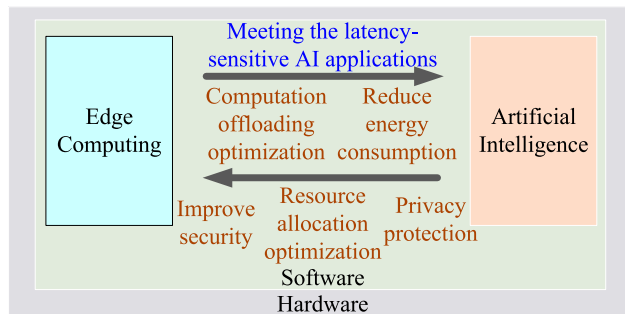 Meeting the latency-
sensitive AI applications
Edge
Computing
Computation
offloading
optimization
Reduce
energy
consumption
Artificial
Intelligence
Improve
security
Resource
allocation
optimization
Privacy
protection
Software
Hardware